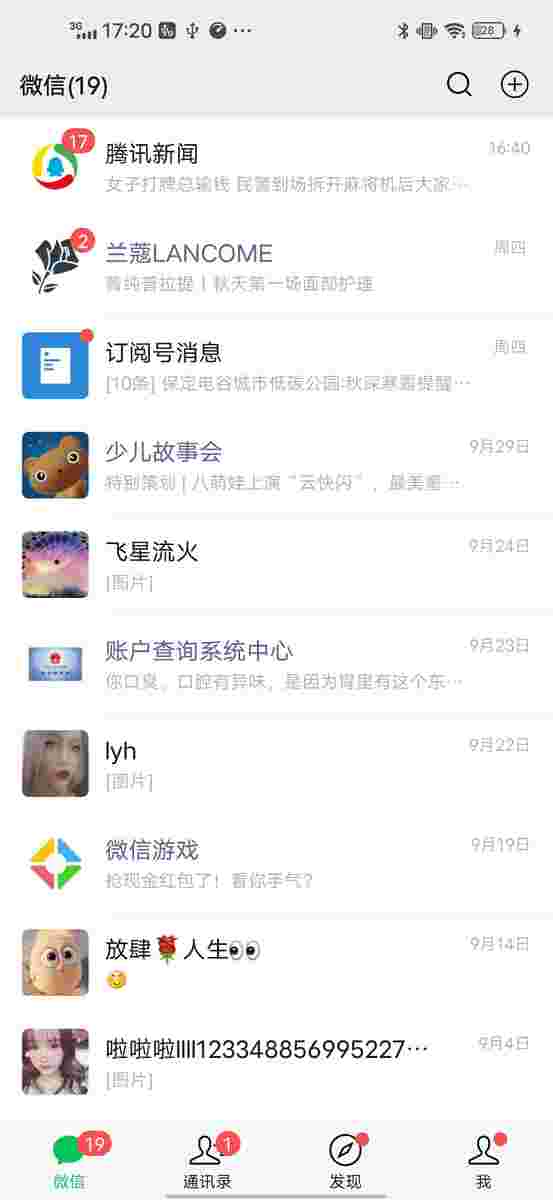 3G 17:20 28
微信(19)
17
腾讯新闻
16:40
女子打牌总输钱 民警到场拆开麻将机后大家…
2
兰蔻LANCOME
周四
菁纯普拉提丨秋天第一场面部护理
订阅号消息
周四
[10条] 保定电谷城市低碳公园:秋深寒露提醒…
少儿故事会
9月29日
特别策划 | 八萌娃上演“云快闪”，最美童…
飞星流火
9月24日
[图片]
账户查询系统中心
9月23日
你口臭、口腔有异味，是因为胃里有这个东…
lyh
9月22日
[图片]
微信游戏
9月19日
抢现金红包了！看你手气?
放肆🌹人生👀
9月14日
😊
啦啦啦llll123348856995227…
9月4日
[图片]
19
1
微信
通讯录
发现
我